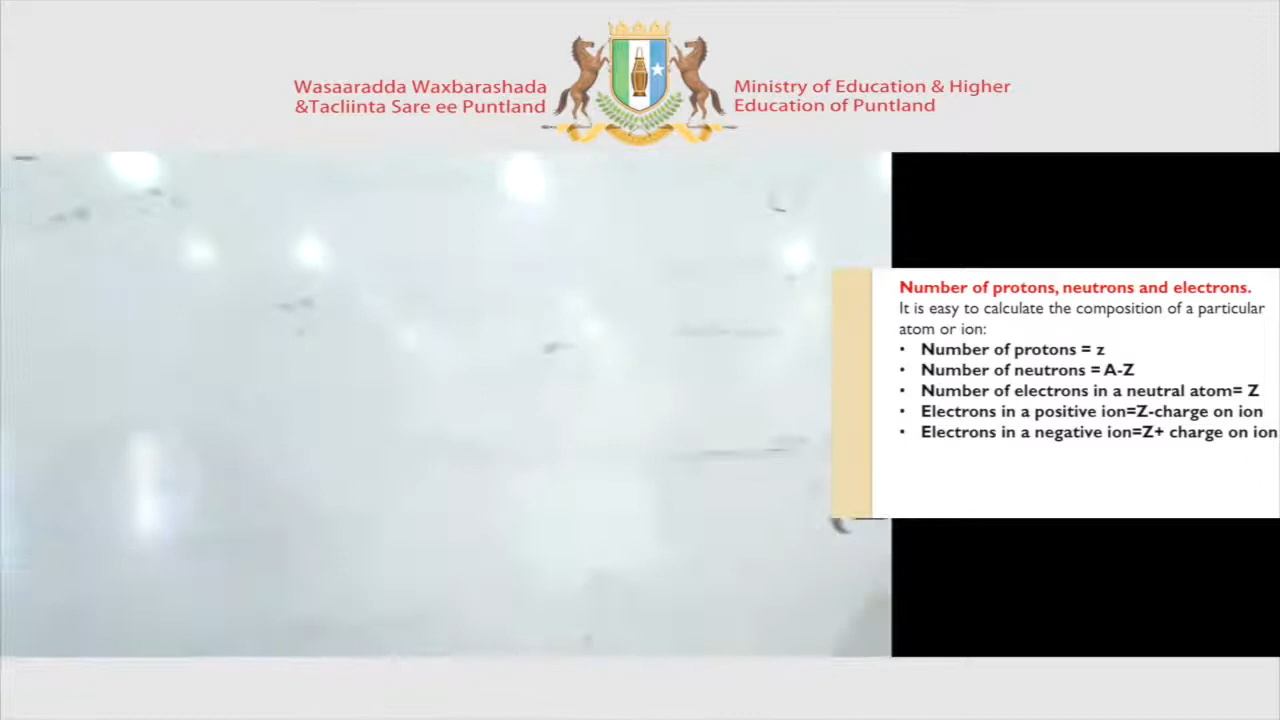 Wasaaradda Waxbarashada
&Tacliinta Sare ee Puntland
Ministry of Education & Higher
Education of Puntland
Number of protons, neutrons and electrons.
It is easy to calculate the composition of a particular
atom or ion:
• Number of protons = z
• Number of neutrons = A-Z
• Number of electrons in a neutral atom= Z
• Electrons in a positive ion=Z-charge on ion
• Electrons in a negative ion=Z+ charge on ion